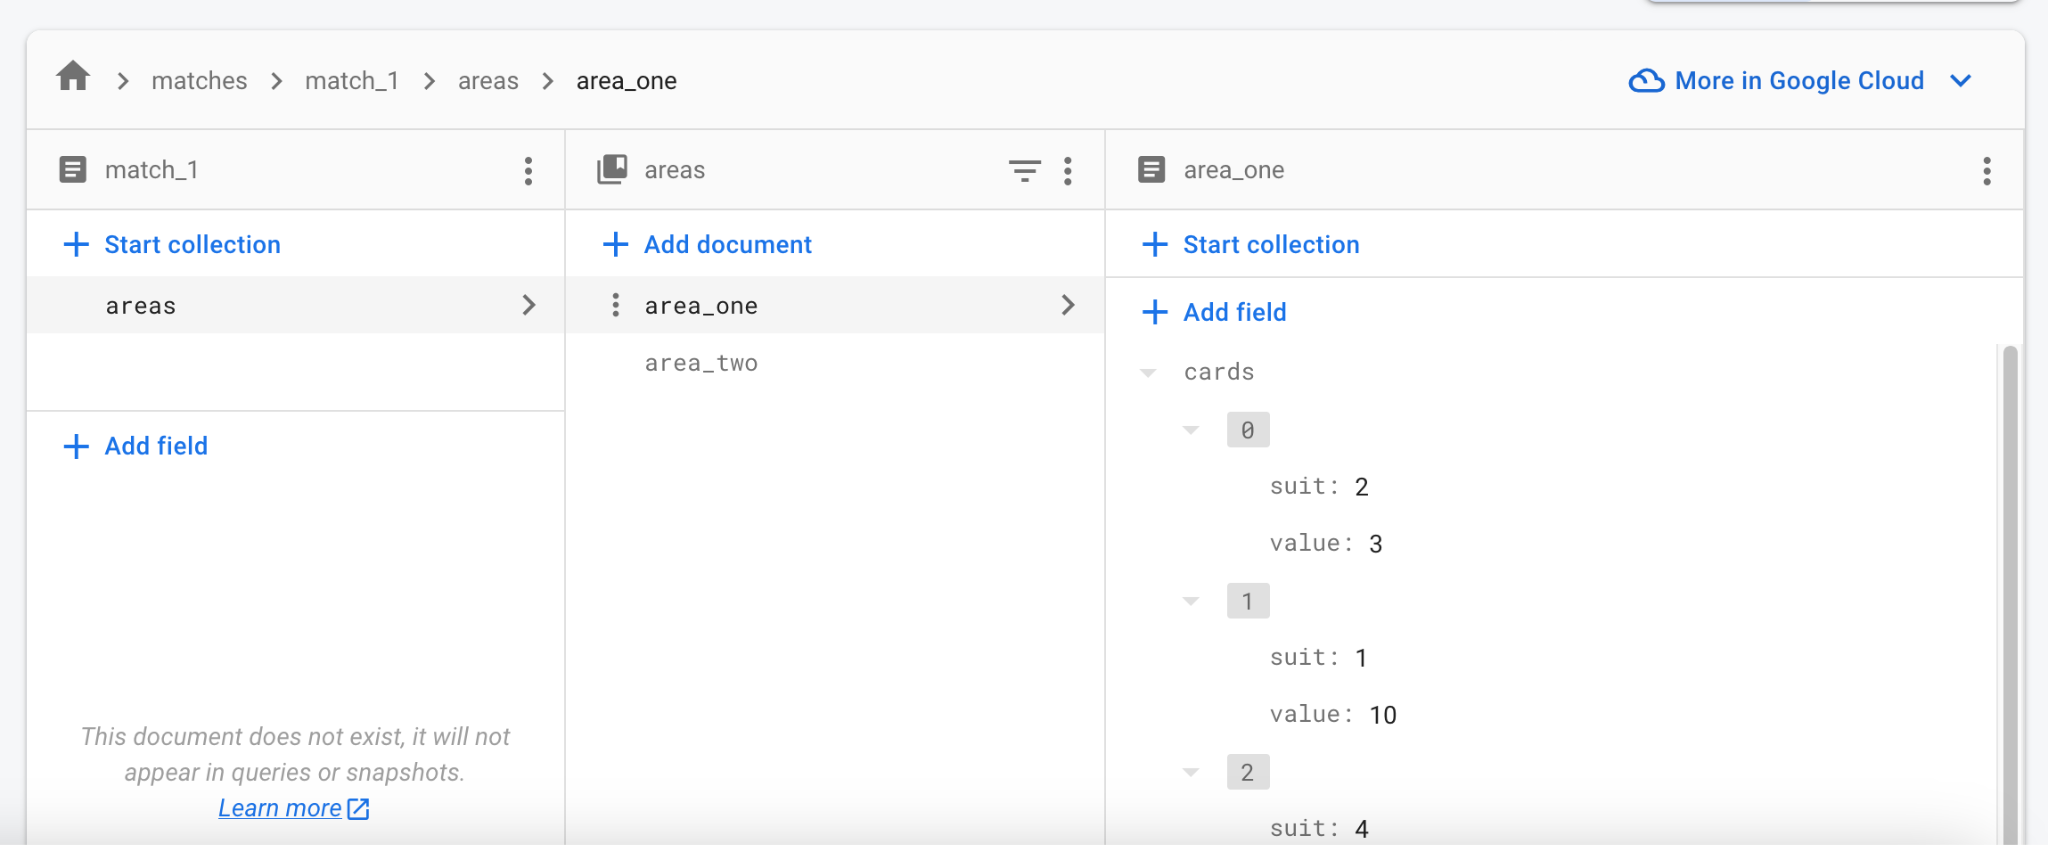 matches match_1 areas area_one More in Google Cloud
match_1
Start collection
areas
Add field
This document does not exist, it will not
appear in queries or snapshots.
Learn more
areas
Add document
area_one
area_two
area_one
Start collection
Add field
cards
0
suit: 2
value: 3
1
suit: 1
value: 10
2
suit: 4